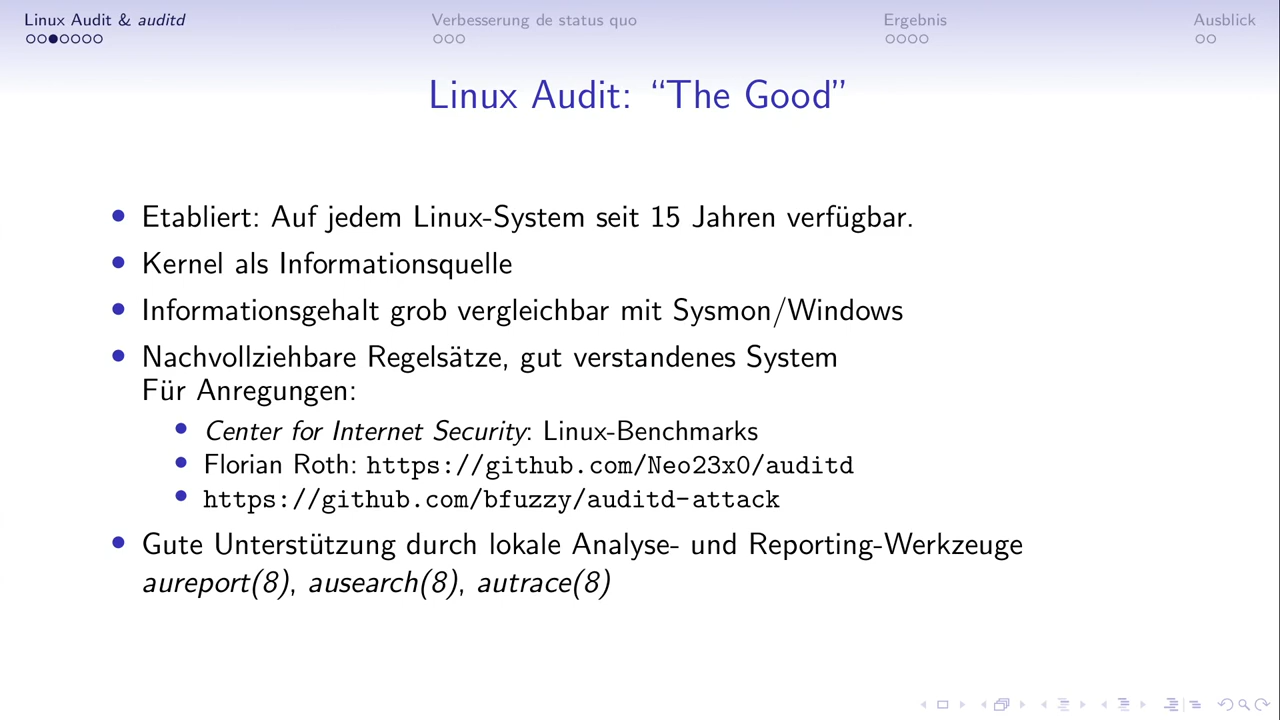 Linux Audit & auditd
Verbesserung de status quo
Ergebnis
Ausblick
Linux Audit: “The Good”
Etabliert: Auf jedem Linux-System seit 15 Jahren verfügbar.
Kernel als Informationsquelle
Informationsgehalt grob vergleichbar mit Sysmon/Windows
Nachvollziehbare Regelsätze, gut verstandenes System
Für Anregungen:
Center for Internet Security: Linux-Benchmarks
Florian Roth: https://github.com/Neo23x0/auditd
https://github.com/bfuzzy/auditd-attack
Gute Unterstützung durch lokale Analyse- und Reporting-Werkzeuge
aureport(8), ausearch(8), autrace(8)